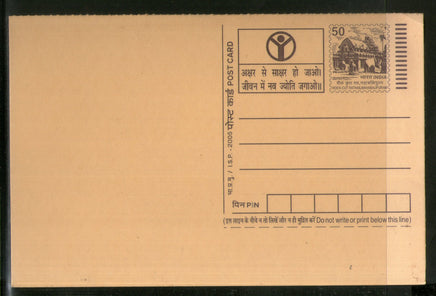 50
भारत INDIA
अक्षर से साक्षर हो जाओ।
जीवन में नव ज्योति जगाओ॥
पोस्ट कार्ड POST CARD
भा.प्र.मु. / I.S.P. - 2005
पिन PIN
(इस लाइन के नीचे न तो लिखें और न ही मुद्रित करें Do not write or print below this line)